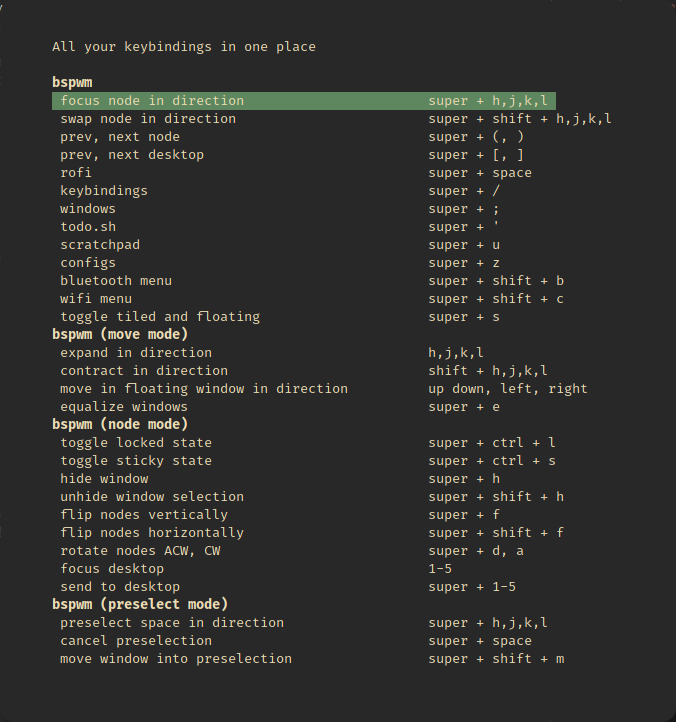 All your keybindings in one place
bspwm
focus node in direction super + h,j,k,l
swap node in direction super + shift + h,j,k,l
prev, next node super + (, )
prev, next desktop super + [, ]
rofi super + space
keybindings super + /
windows super + ;
todo.sh super + '
scratchpad super + u
configs super + z
bluetooth menu super + shift + b
wifi menu super + shift + c
toggle tiled and floating super + s
bspwm (move mode)
expand in direction h,j,k,l
contract in direction shift + h,j,k,l
move in floating window in direction up down, left, right
equalize windows super + e
bspwm (node mode)
toggle locked state super + ctrl + l
toggle sticky state super + ctrl + s
hide window super + h
unhide window selection super + shift + h
flip nodes vertically super + f
flip nodes horizontally super + shift + f
rotate nodes ACW, CW super + d, a
focus desktop 1-5
send to desktop super + 1-5
bspwm (preselect mode)
preselect space in direction super + h,j,k,l
cancel preselection super + space
move window into preselection super + shift + m